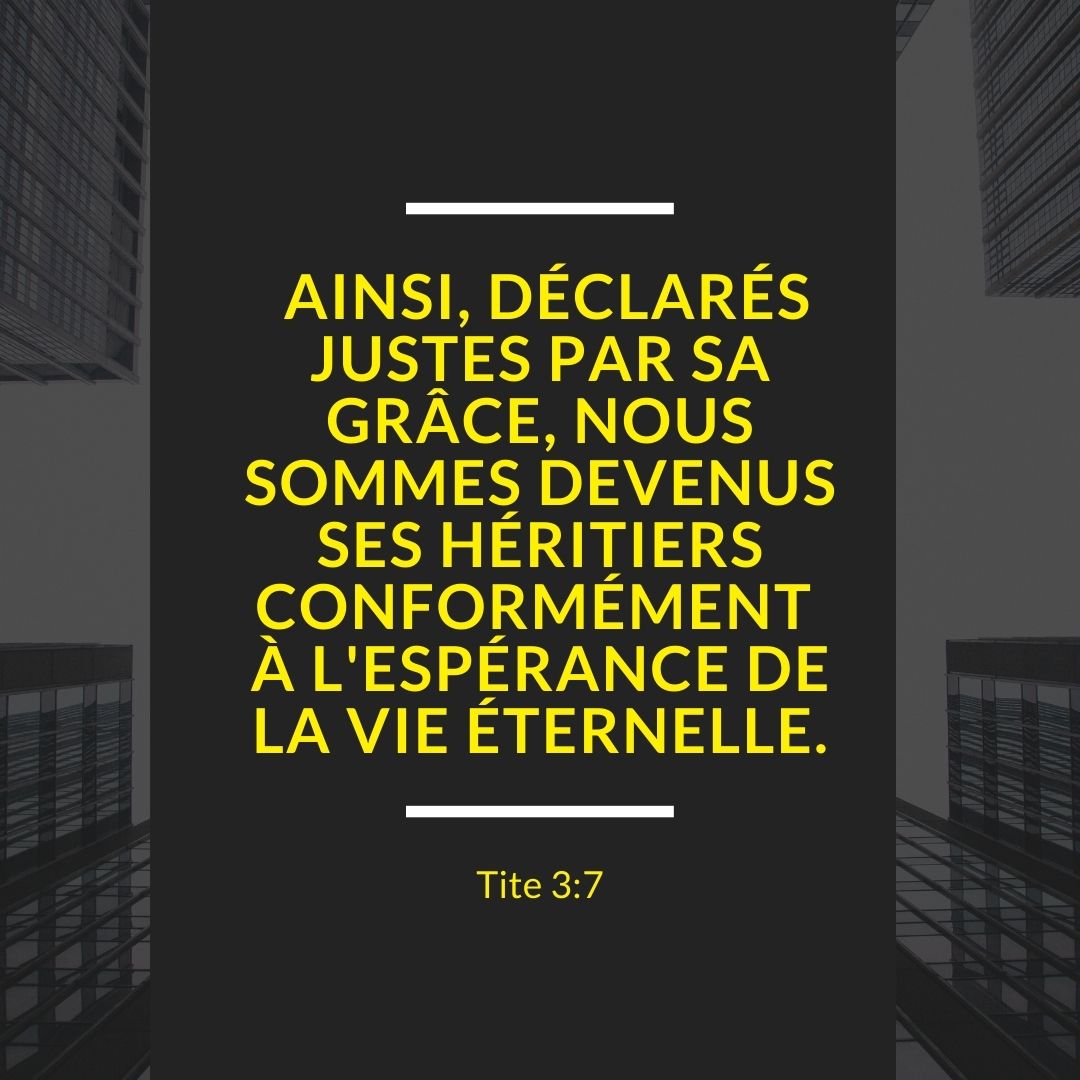 AINSI, DÉCLARÉS
JUSTES PAR SA
GRÂCE, NOUS
SOMMES DEVENUS
SES HÉRITIERS
CONFORMÉMENT
À L'ESPÉRANCE DE
LA VIE ÉTERNELLE.
Tite 3:7